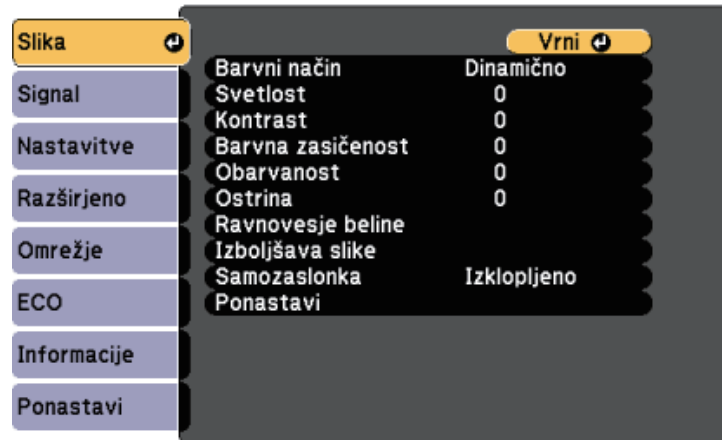 Slika
Signal
Nastavitve
Razširjeno
Omrežje
ECO
Informacije
Ponastavi
Vrni
Barvni način Dinamično
Svetlost 0
Kontrast 0
Barvna zasičenost 0
Obarvanost 0
Ostrina 0
Ravnovesje beline
Izboljšava slike
Samozaslonka Izklopljeno
Ponastavi